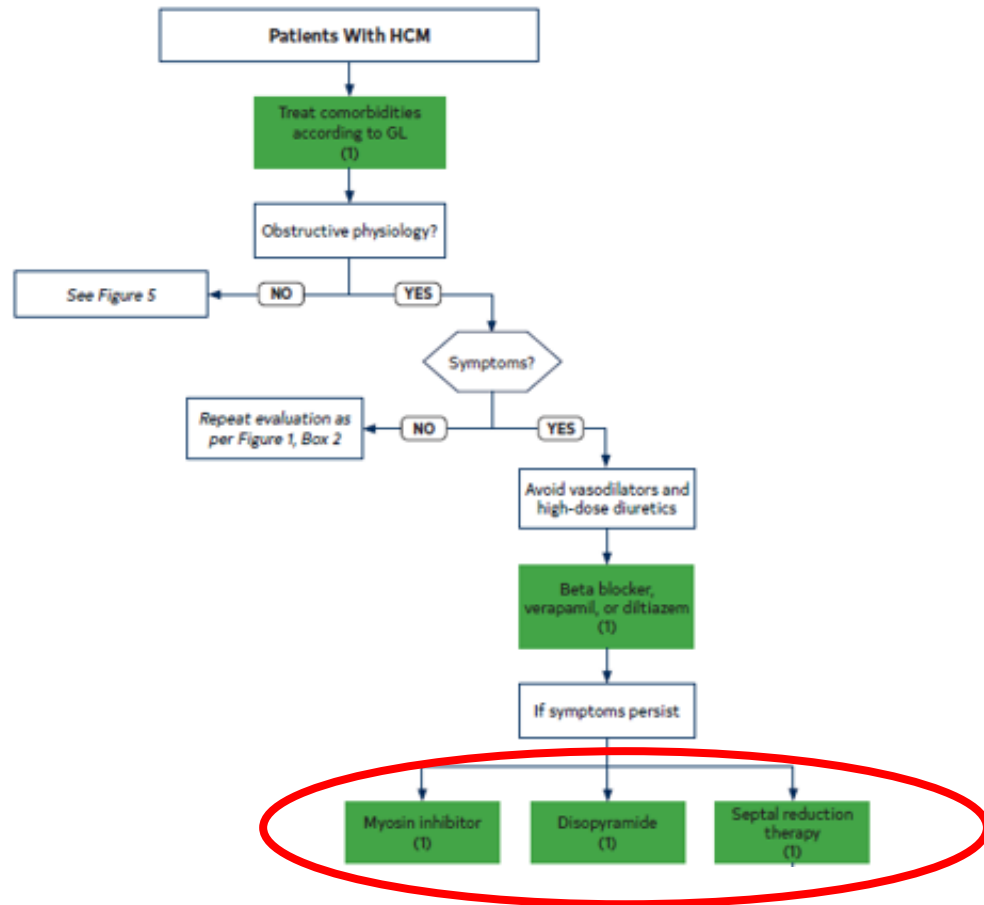 Patients With HCM
Treat comorbidities
according to GL
(1)
Obstructive physiology?
NO
YES
See Figure 5
Symptoms?
Repeat evaluation as
per Figure 1, Box 2
NO
YES
Avoid vasodilators and
high-dose diuretics
Beta blocker,
verapamil, or diltiazem
(1)
If symptoms persist
Myosin inhibitor
(1)
Disopyramide
(1)
Septal reduction
therapy
(1)